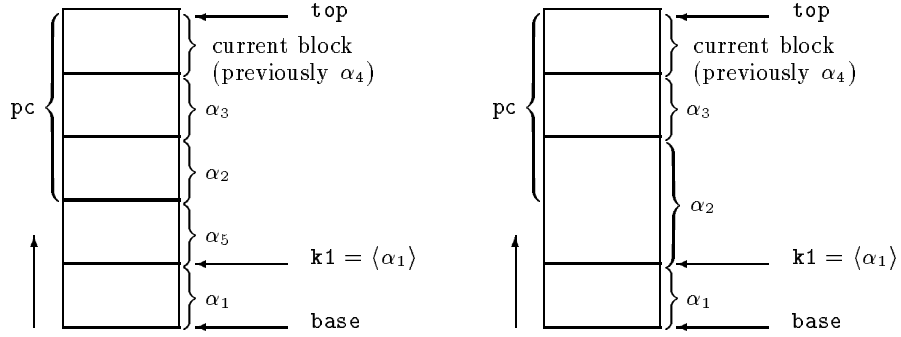 top
current block
(previously α₄)
pc
α₃
α₂
α₅
k1 = ⟨α₁⟩
α₁
base
top
current block
(previously α₄)
pc
α₃
α₂
k1 = ⟨α₁⟩
α₁
base